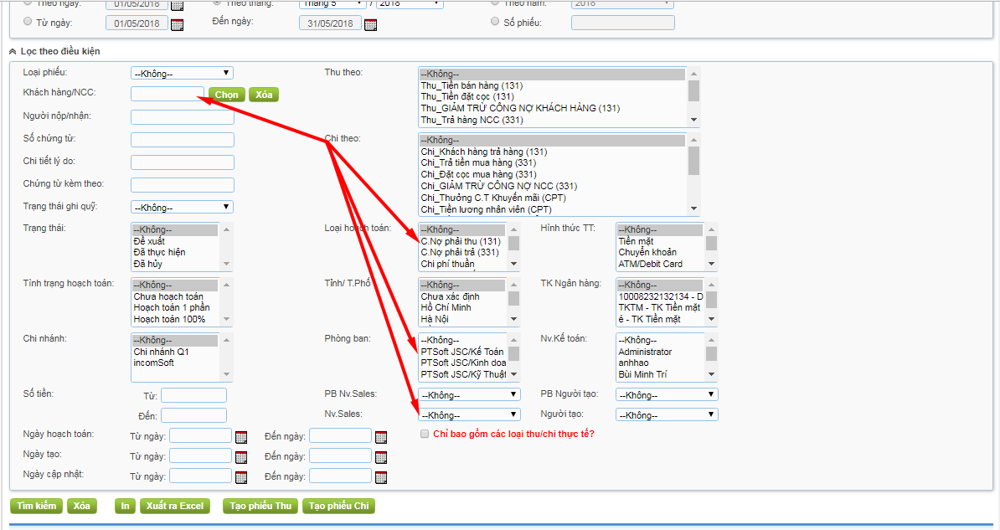 Theo ngày: 01/05/2018 Theo tháng: Tháng 5 / 2018 Theo năm: 2018
Từ ngày: 01/05/2018 Đến ngày: 31/05/2018 Số phiếu:
Lọc theo điều kiện
Loại phiếu: --Không-- Thu theo: --Không--
Thu_Tiền bán hàng (131)
Thu_Tiền đặt cọc (131)
Thu_GIẢM TRỪ CÔNG NỢ KHÁCH HÀNG (131)
Thu_Trả hàng NCC (331)
Khách hàng/NCC: Chọn Xóa
Người nộp/nhận:
Số chứng từ: Chi theo: --Không--
Chi_Khách hàng trả hàng (131)
Chi_Trả tiền mua hàng (331)
Chi_Đặt cọc mua hàng (331)
Chi_GIẢM TRỪ CÔNG NỢ NCC (331)
Chi_Thưởng C.T Khuyến mãi (CPT)
Chi_Tiền lương nhân viên (CPT)
Chi tiết lý do:
Chứng từ kèm theo:
Trạng thái ghi quỹ: --Không--
Trạng thái: --Không--
Đề xuất
Đã thực hiện
Đã hủy
Loại hoạch toán: --Không--
C.Nợ phải thu (131)
C.Nợ phải trả (331)
Chi phí thuần
Hình thức TT: --Không--
Tiền mặt
Chuyển khoản
ATM/Debit Card
Tình trạng hoạch toán: --Không--
Chưa hoạch toán
Hoạch toán 1 phần
Hoạch toán 100%
Tỉnh/ T.Phố --Không--
Chưa xác định
Hồ Chí Minh
Hà Nội
TK Ngân hàng: --Không--
10008232132134 - D
TKTM - TK Tiền mặt
é - TK Tiền mặt
Chi nhánh: --Không--
Chi nhánh Q1
incomSoft
Phòng ban: --Không--
PTSoft JSC/Kế Toán
PTSoft JSC/Kinh doa
PTSoft JSC/Kỹ Thuật
Nv.Kế toán: --Không--
Administrator
anhhao
Bùi Minh Trí
Số tiền: Từ: PB Nv.Sales: --Không-- PB Người tạo: --Không--
Đến: Nv.Sales: --Không-- Người tạo: --Không--
Ngày hoạch toán: Từ ngày: Đến ngày: Chỉ bao gồm các loại thu/chi thực tế?
Ngày tạo: Từ ngày: Đến ngày:
Ngày cập nhật: Từ ngày: Đến ngày:
Tìm kiếm Xóa In Xuất ra Excel Tạo phiếu Thu Tạo phiếu Chi